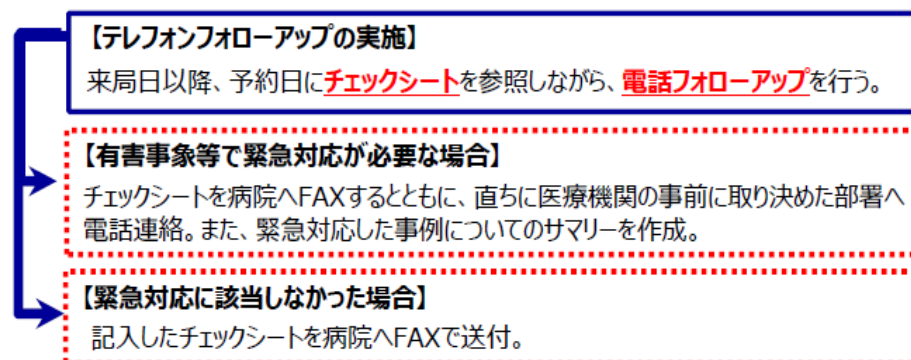 【テレフォンフォローアップの実施】
来局日以降、予約日にチェックシートを参照しながら、電話フォローアップを行う。
【有害事象等で緊急対応が必要な場合】
チェックシートを病院へFAXするとともに、直ちに医療機関の事前に取り決めた部署へ
電話連絡。また、緊急対応した事例についてのサマリーを作成。
【緊急対応に該当しなかった場合】
記入したチェックシートを病院へFAXで送付。